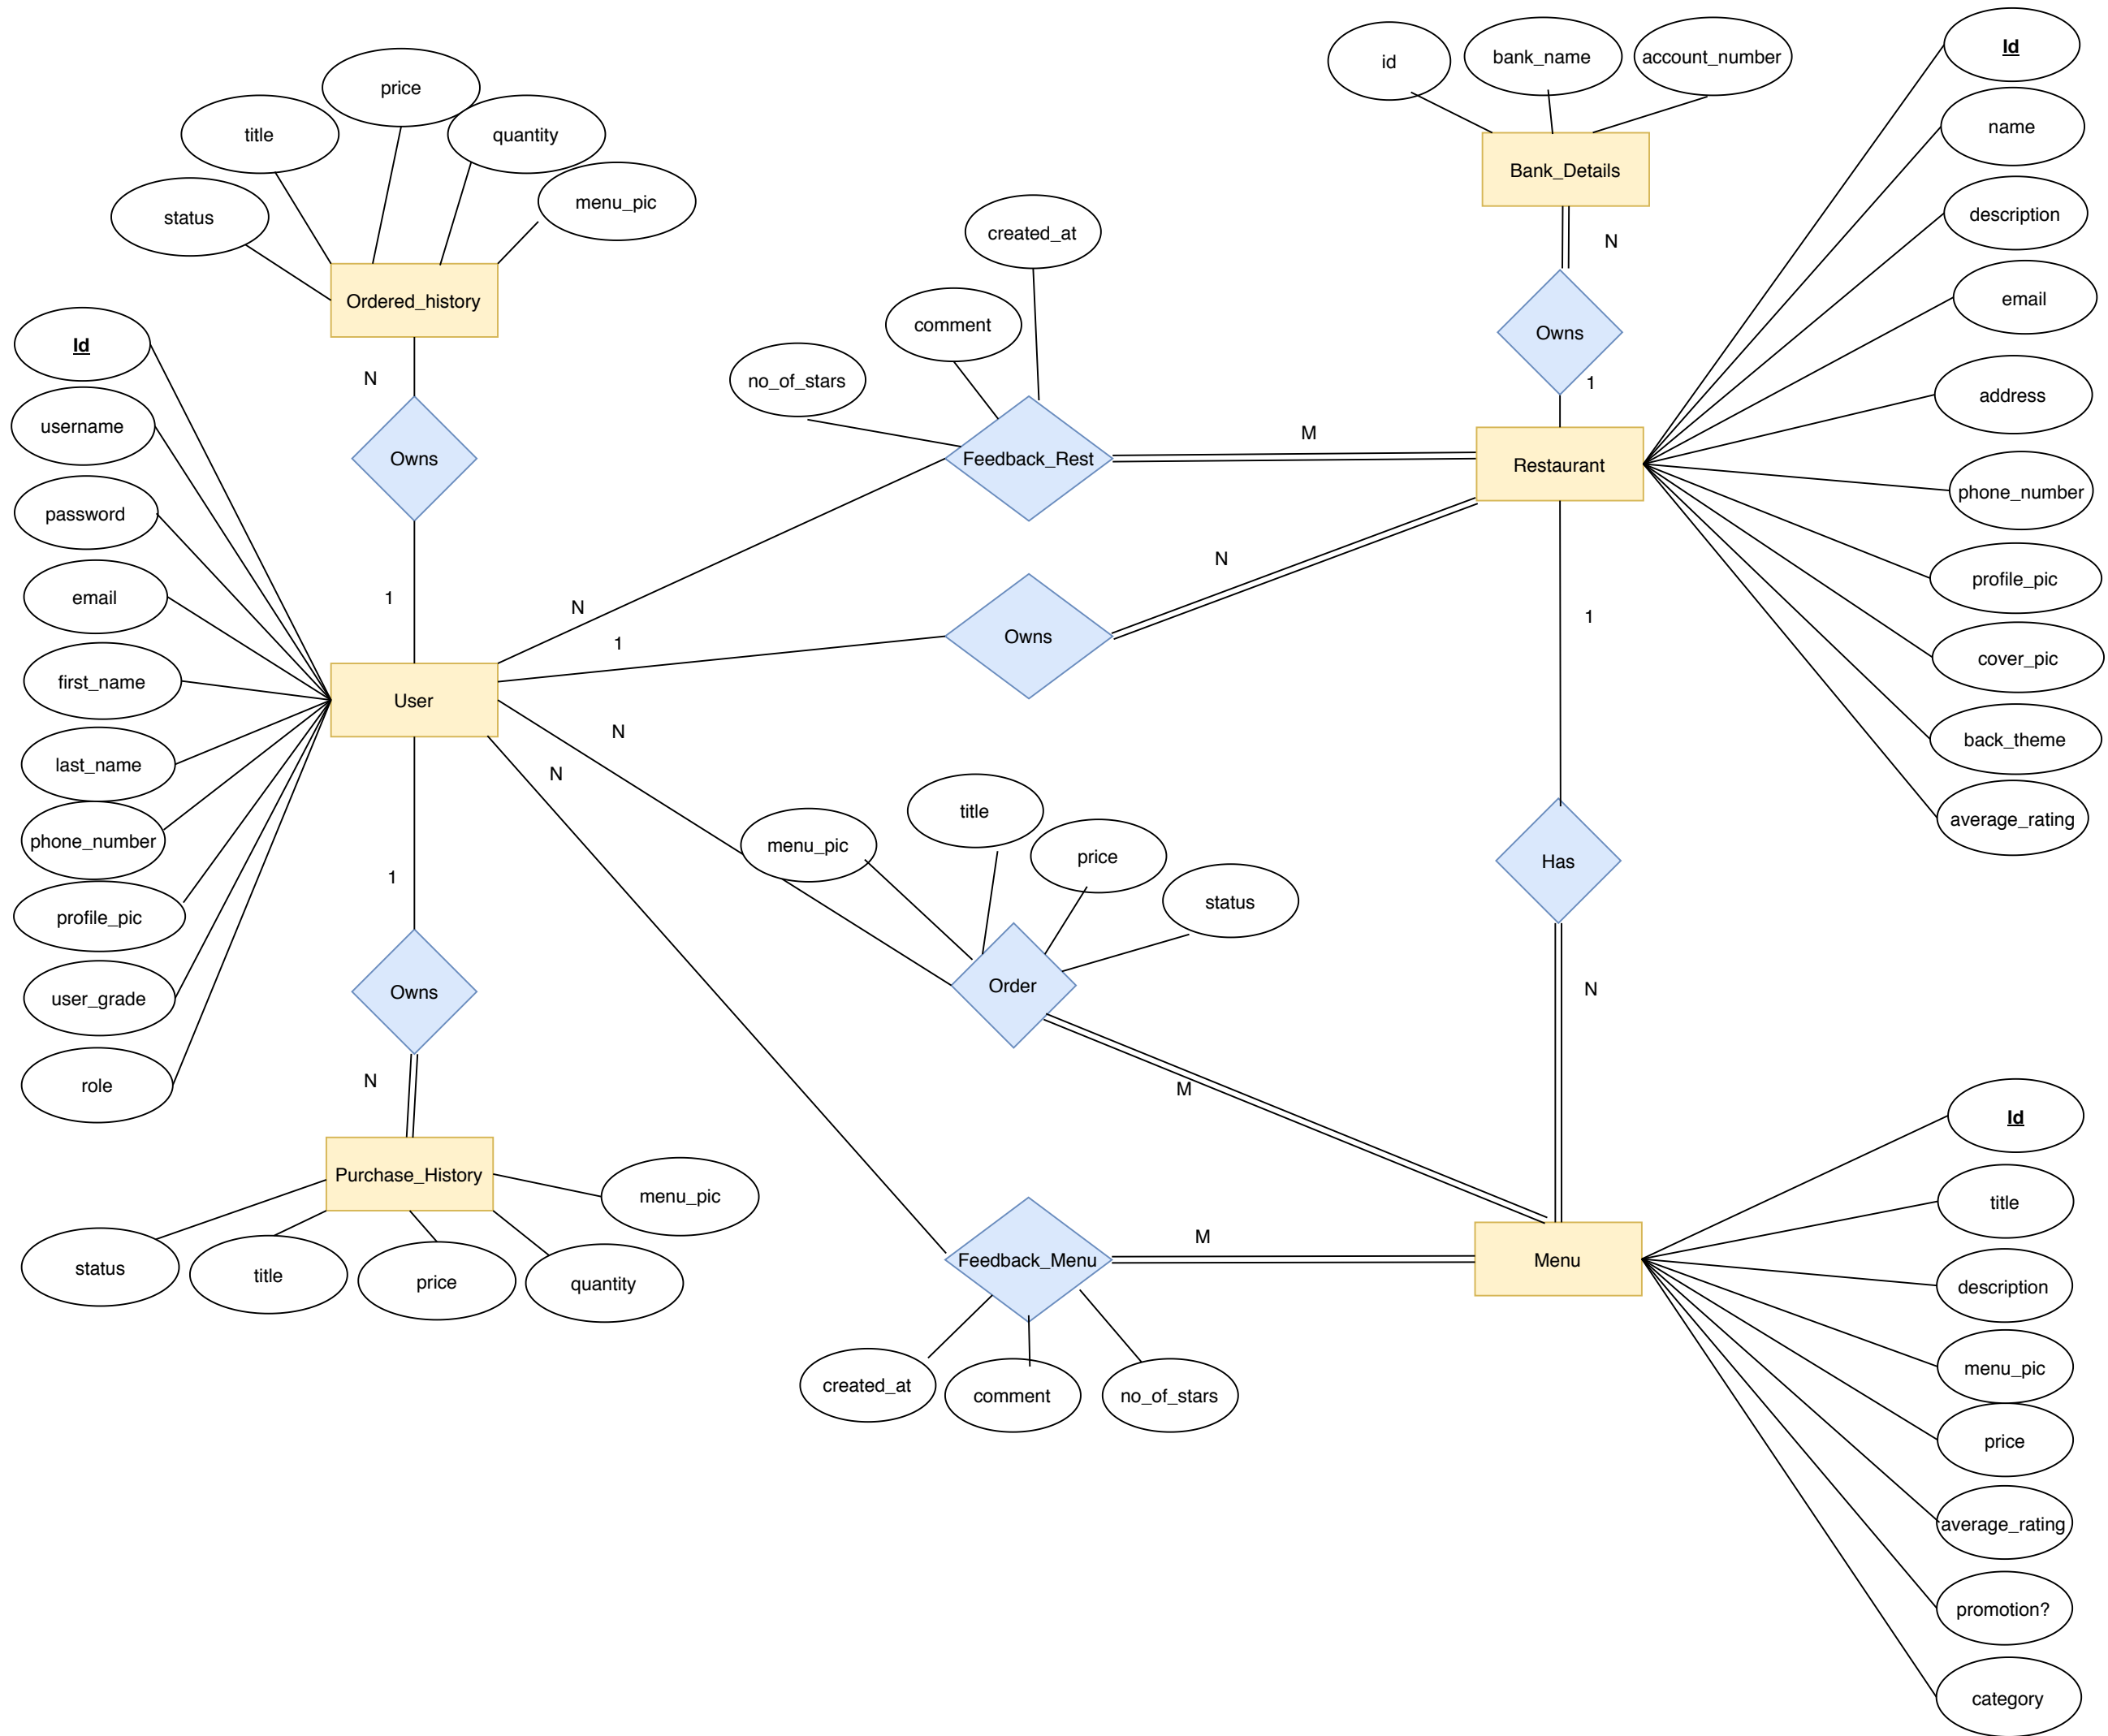 price
title
quantity
status
menu_pic
Ordered_history
N
Owns
1
Id
username
password
email
first_name
last_name
phone_number
profile_pic
user_grade
role
User
1
Owns
N
Purchase_History
menu_pic
status
title
price
quantity
created_at
comment
no_of_stars
Feedback_Rest
M
N
1
Owns
N
N
N
menu_pic
title
price
status
Order
M
Feedback_Menu
M
created_at
comment
no_of_stars
id
bank_name
account_number
Bank_Details
N
Owns
1
Restaurant
1
Has
N
Menu
Id
name
description
email
address
phone_number
profile_pic
cover_pic
back_theme
average_rating
Id
title
description
menu_pic
price
average_rating
promotion?
category